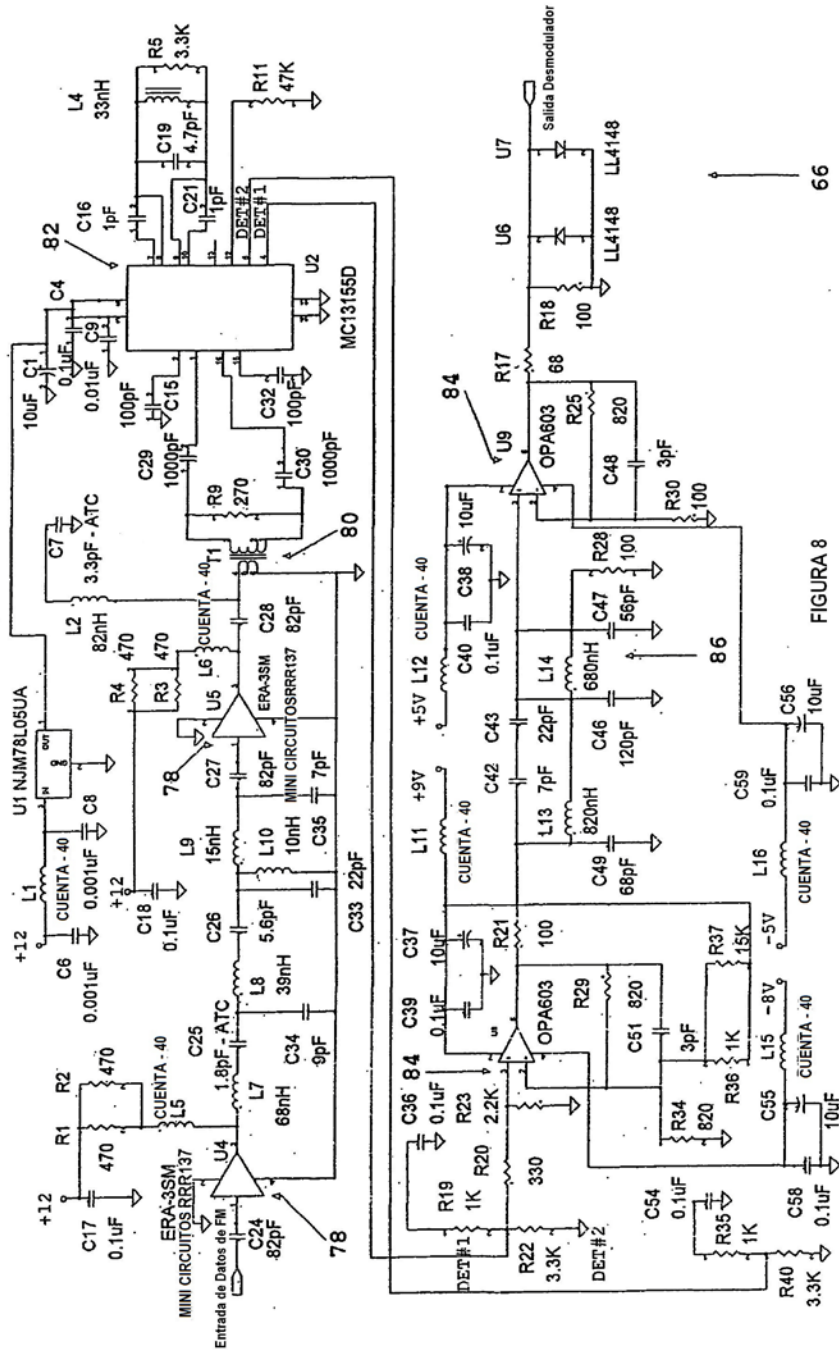 +12
C17
0.1uF
R1
470
R2
470
CUENTA - 40
L5
ERA-3SM
MINI CIRCUITOS RRR137
U4
C24
82pF
Entrada de Datos de FM
78
L7
68nH
C25
1.8pF - ATC
C34
9pF
L8
39nH
C26
5.6pF
C33
22pF
L9
15nH
L10
10nH
C35
7pF
C27
82pF
MINI CIRCUITOSRRR137
78
U5
ERA-3SM
+12
C18
0.1uF
R4
470
R3
470
L6
CUENTA - 40
C28
82pF
+12
C6
0.001uF
L1
CUENTA - 40
C8
0.001uF
U1 NJM78L05UA
IN
OUT
L2
82nH
C7
3.3pF - ATC
T1
80
R9
270
C29
1000pF
C30
1000pF
C15
100pF
C32
100pF
C1
10uF
C4
0.1uF
C9
0.01uF
82
U2
MC13155D
C16
1pF
C21
1pF
C19
4.7pF
L4
33nH
R5
3.3K
R11
47K
DET#2
DET#1
C36
0.1uF
R19
1K
DET#1
R22
3.3K
DET#2
R20
330
R23
2.2K
84
OPA603
C39
0.1uF
C37
10uF
L11
CUENTA - 40
+9V
R21
100
R29
820
C51
3pF
R34
820
R36
1K
R37
15K
C54
0.1uF
R35
1K
R40
3.3K
C58
0.1uF
C55
10uF
L15
CUENTA - 40
-8V
C49
68pF
C42
7pF
L13
820nH
C43
22pF
C46
120pF
L14
680nH
C47
56pF
R28
100
86
+5V
L12
CUENTA - 40
C40
0.1uF
C38
10uF
84
U9
OPA603
R25
820
C48
3pF
R30
100
-5V
L16
CUENTA - 40
C59
0.1uF
C56
10uF
R17
68
R18
100
U6
LL4148
U7
LL4148
Salida Desmodulador
66
FIGURA 8